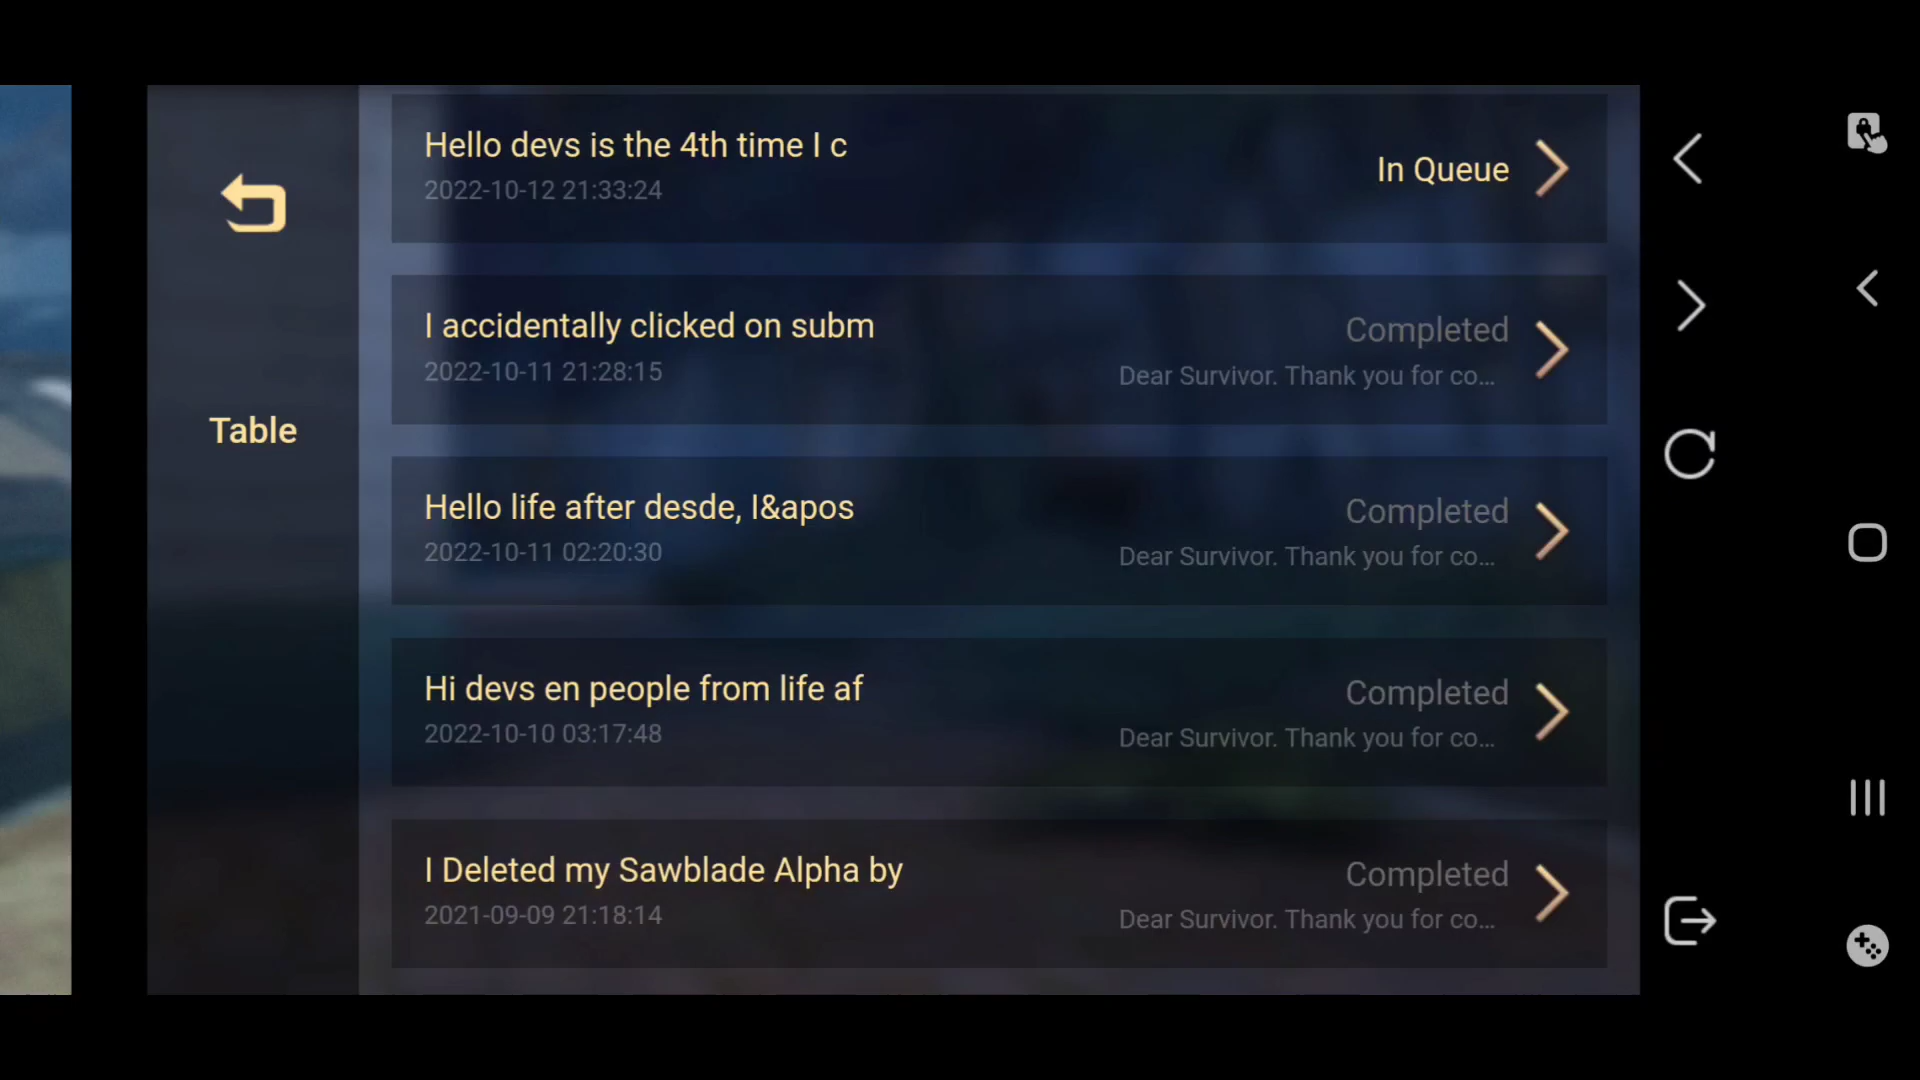 Hello devs is the 4th time I c
2022-10-12 21:33:24
In Queue
I accidentally clicked on subm
2022-10-11 21:28:15
Completed
Dear Survivor. Thank you for co...
Table
Hello life after desde, I&apos
2022-10-11 02:20:30
Completed
Dear Survivor. Thank you for co...
Hi devs en people from life af
2022-10-10 03:17:48
Completed
Dear Survivor. Thank you for co...
I Deleted my Sawblade Alpha by
2021-09-09 21:18:14
Completed
Dear Survivor. Thank you for co...